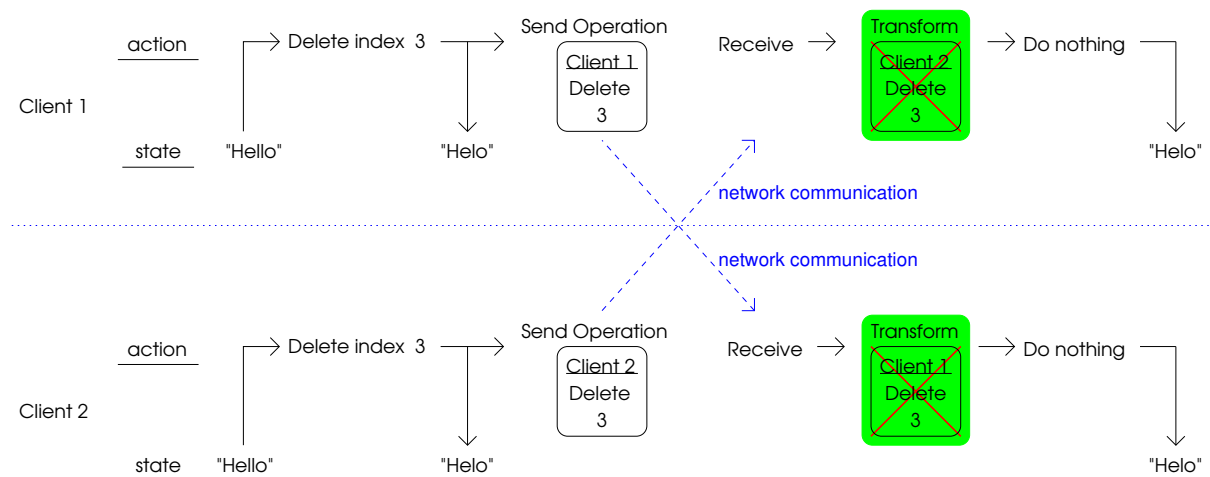 action
Delete index 3
Send Operation
Client 1
Delete
3
Receive
Transform
Client 2
Delete
3
Do nothing
Client 1
state
"Hello"
"Helo"
"Helo"
network communication
network communication
action
Delete index 3
Send Operation
Client 2
Delete
3
Receive
Transform
Client 1
Delete
3
Do nothing
Client 2
state
"Hello"
"Helo"
"Helo"